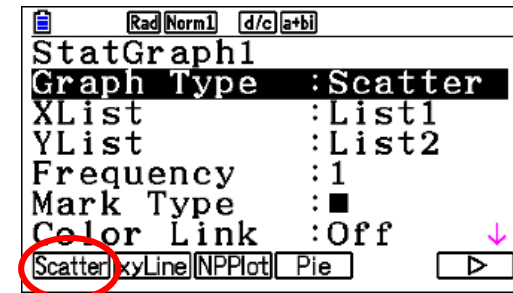 Rad Norm1 d/c a+bi
StatGraph1
Graph Type :Scatter
XList :List1
YList :List2
Frequency :1
Mark Type :■
Color Link :Off ↓
Scatter xyLine NPPlot Pie ▷